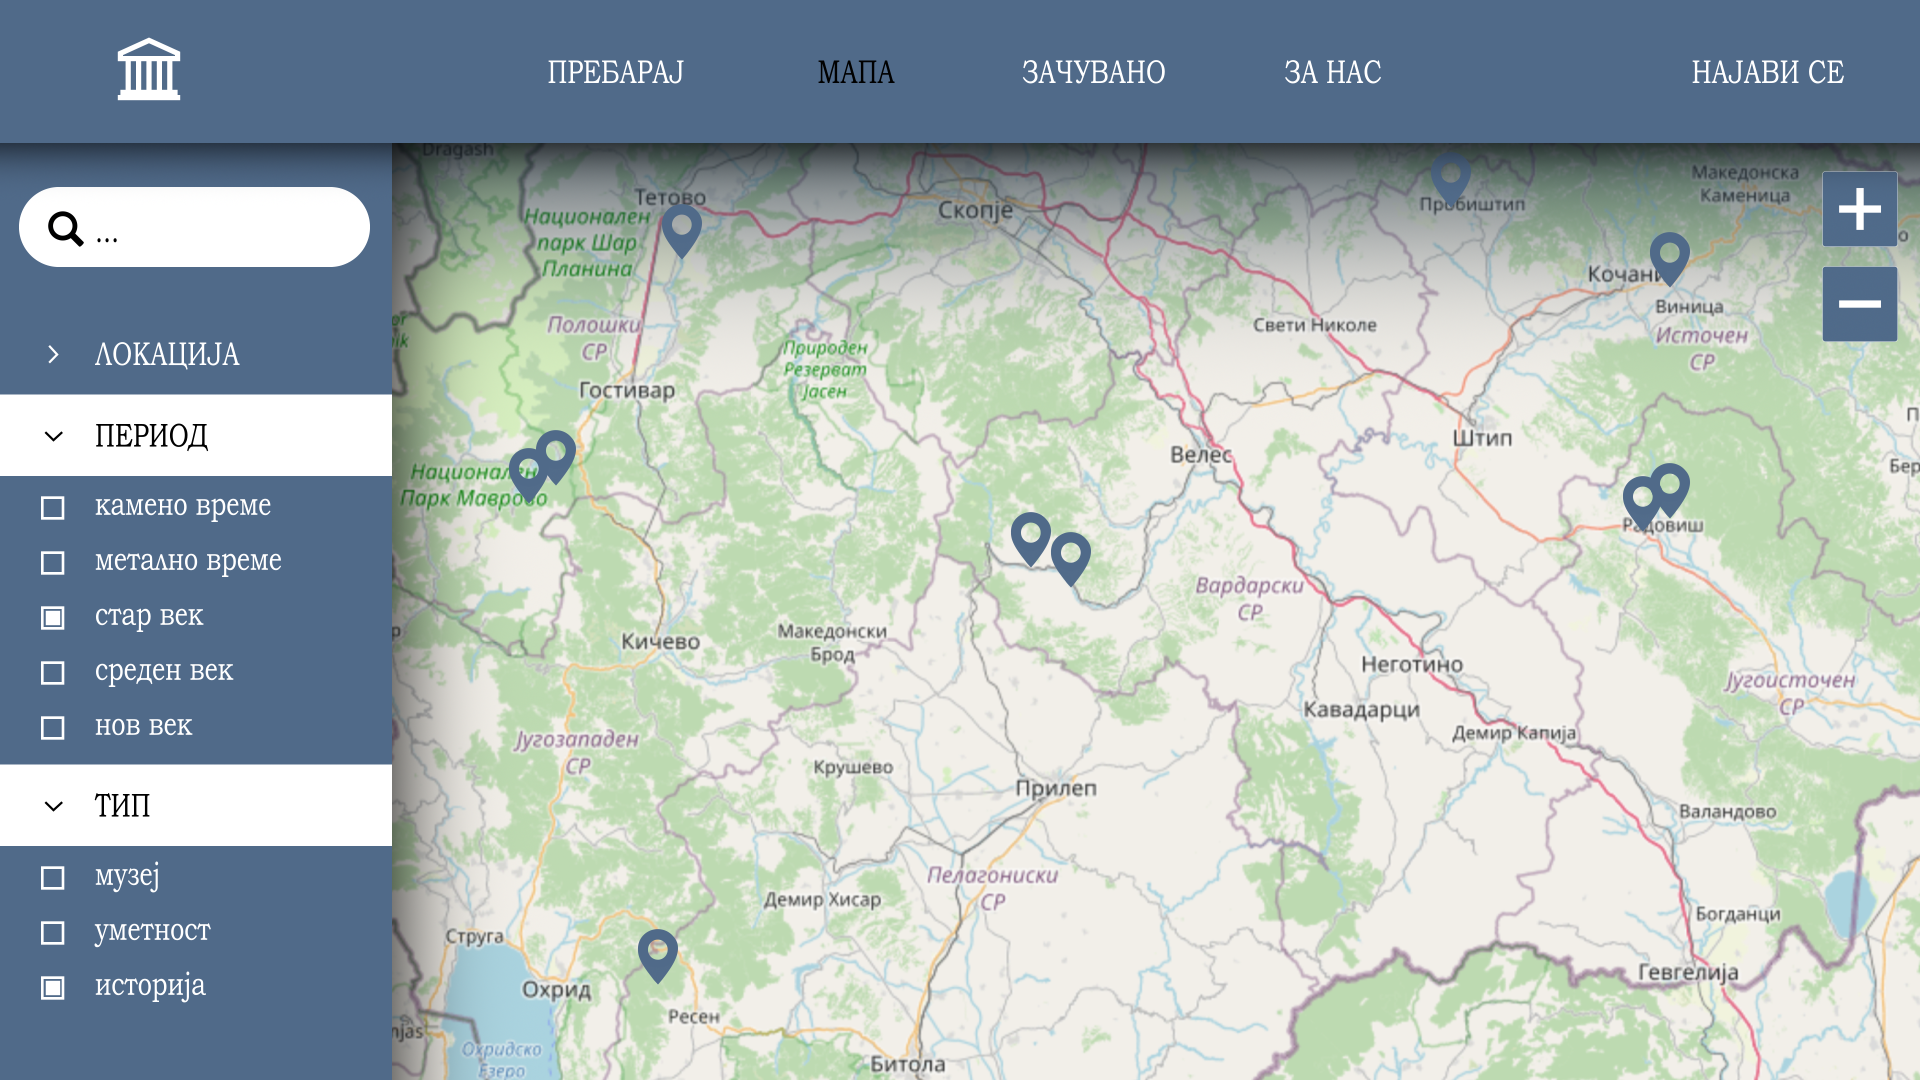 ПРЕБАРАЈ
МАПА
ЗАЧУВАНО
ЗА НАС
НАЈАВИ СЕ
...
ЛОКАЦИЈА
ПЕРИОД
камено време
метално време
стар век
среден век
нов век
ТИП
музеј
уметност
историја
Dragash
Тетово
Национален
парк Шар
Планина
Скопје
Пробиштип
Македонска
Каменица
Кочани
Виница
Источен
СР
Полошки
СР
Гостивар
Природен
Резерват
Јасен
Свети Николе
Штип
Велес
Национален
Парк Маврово
Радовиш
Вардарски
СР
Кичево
Македонски
Брод
Неготино
Кавадарци
Демир Капија
Југоисточен
СР
Југозападен
СР
Крушево
Прилеп
Валандово
Пелагониски
СР
Демир Хисар
Струга
Богданци
Гевгелија
Охрид
Ресен
Охридско
Езеро
Битола